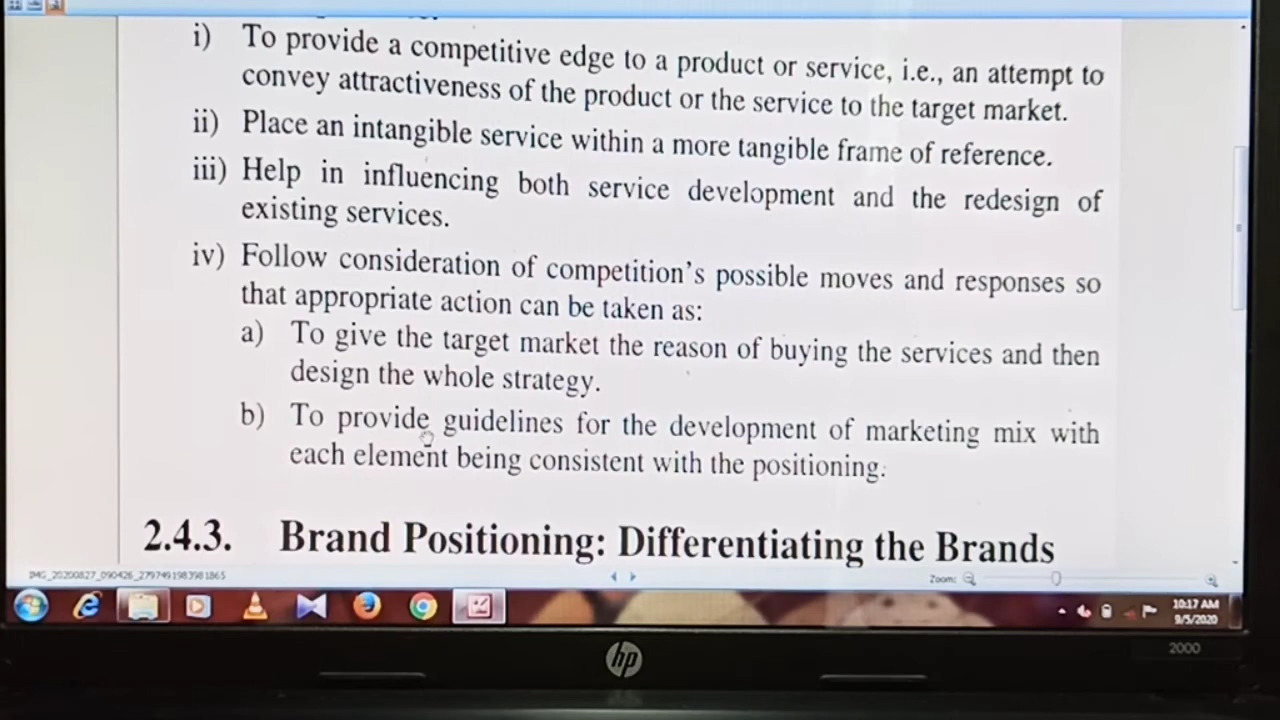 i) To provide a competitive edge to a product or service, i.e., an attempt to
convey attractiveness of the product or the service to the target market.
ii) Place an intangible service within a more tangible frame of reference.
iii) Help in influencing both service development and the redesign of
existing services.
iv) Follow consideration of competition's possible moves and responses so
that appropriate action can be taken as:
a) To give the target market the reason of buying the services and then
design the whole strategy.
b) To provide guidelines for the development of marketing mix with
each element being consistent with the positioning.
2.4.3. Brand Positioning: Differentiating the Brands
Zoom:
10:17 AM
9/5/2020
hp
2000